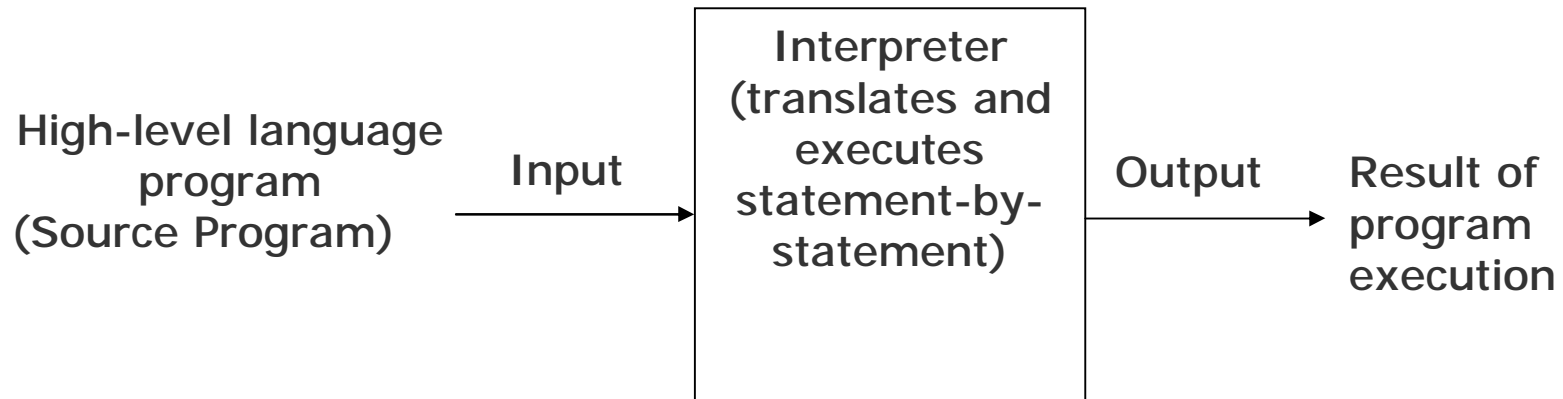 High-level language
program
(Source Program)
Input
Interpreter
(translates and
executes
statement-by-
statement)
Output
Result of
program
execution